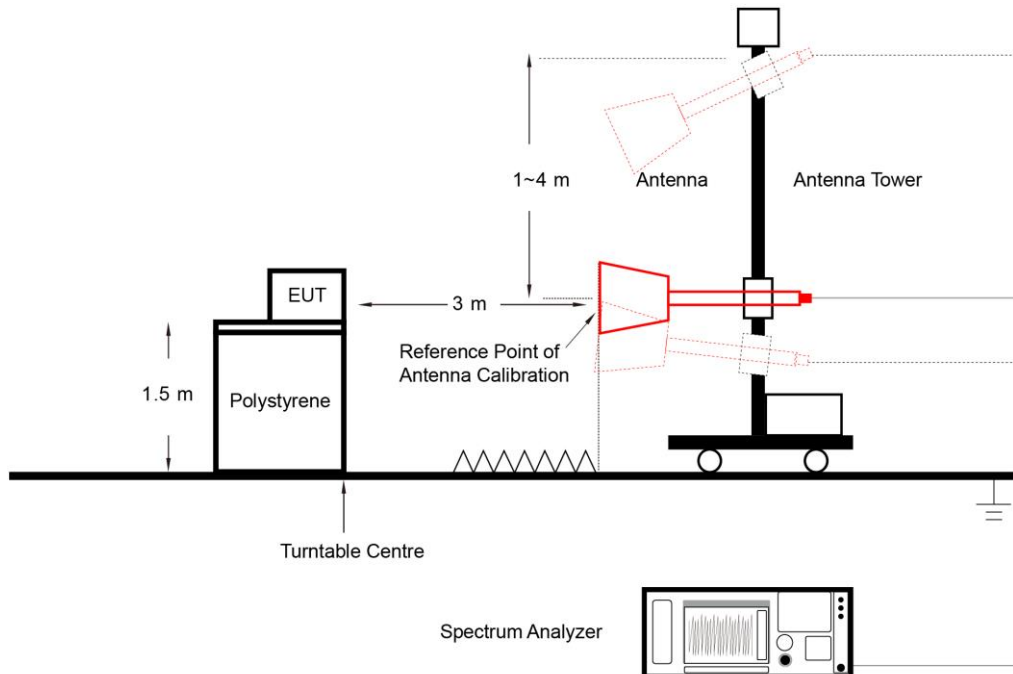 1~4 m
Antenna
Antenna Tower
EUT
3 m
Reference Point of
Antenna Calibration
1.5 m
Polystyrene
Turntable Centre
Spectrum Analyzer